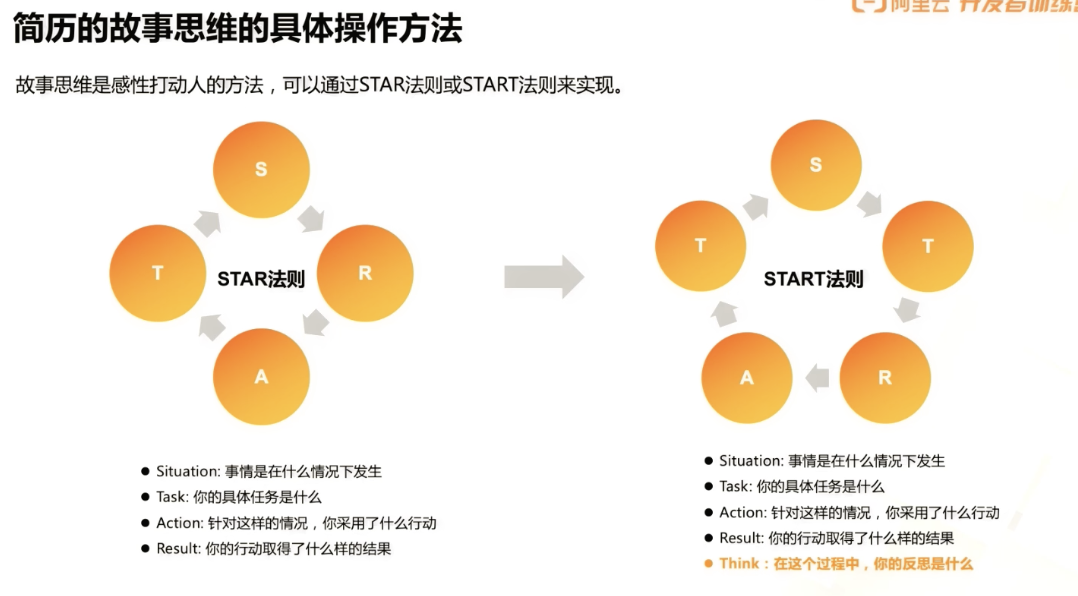 阿里云 开发者训练
简历的故事思维的具体操作方法
故事思维是感性打动人的方法，可以通过STAR法则或START法则来实现。
S
T
STAR法则
R
A
S
T
T
START法则
A
R
Situation: 事情是在什么情况下发生
Task: 你的具体任务是什么
Action: 针对这样的情况，你采用了什么行动
Result: 你的行动取得了什么样的结果
Situation: 事情是在什么情况下发生
Task: 你的具体任务是什么
Action: 针对这样的情况，你采用了什么行动
Result: 你的行动取得了什么样的结果
Think：在这个过程中，你的反思是什么